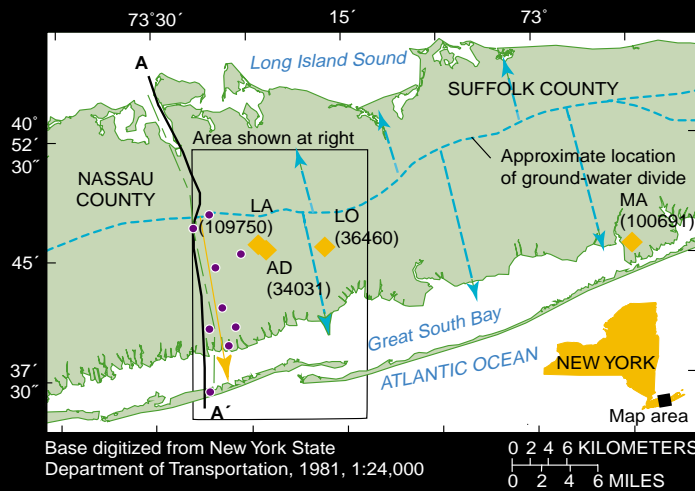 73°30´ 15´ 73°
A
Long Island Sound
SUFFOLK COUNTY
40°
52´
30"
Area shown at right
Approximate location
of ground-water divide
NASSAU
COUNTY
LA
(109750)
LO
(36460)
MA
(100691)
45´
AD
(34031)
Great South Bay
ATLANTIC OCEAN
NEW YORK
37´
30"
A´
Map area
Base digitized from New York State
Department of Transportation, 1981, 1:24,000
0 2 4 6 KILOMETERS
0 2 4 6 MILES